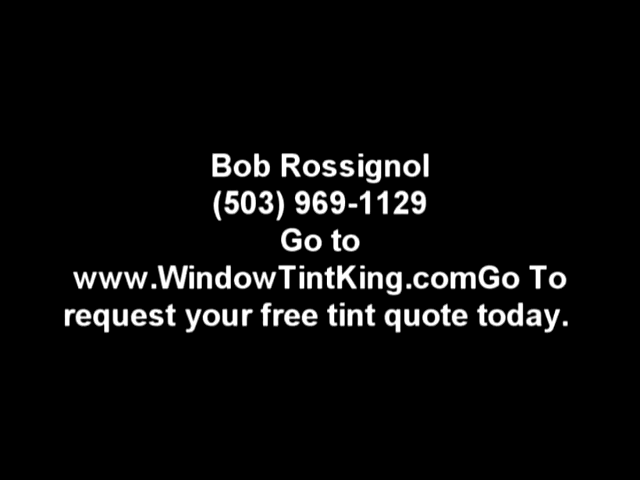 Bob Rossignol
(503) 969-1129
Go to
www.WindowTintKing.comGo To
request your free tint quote today.